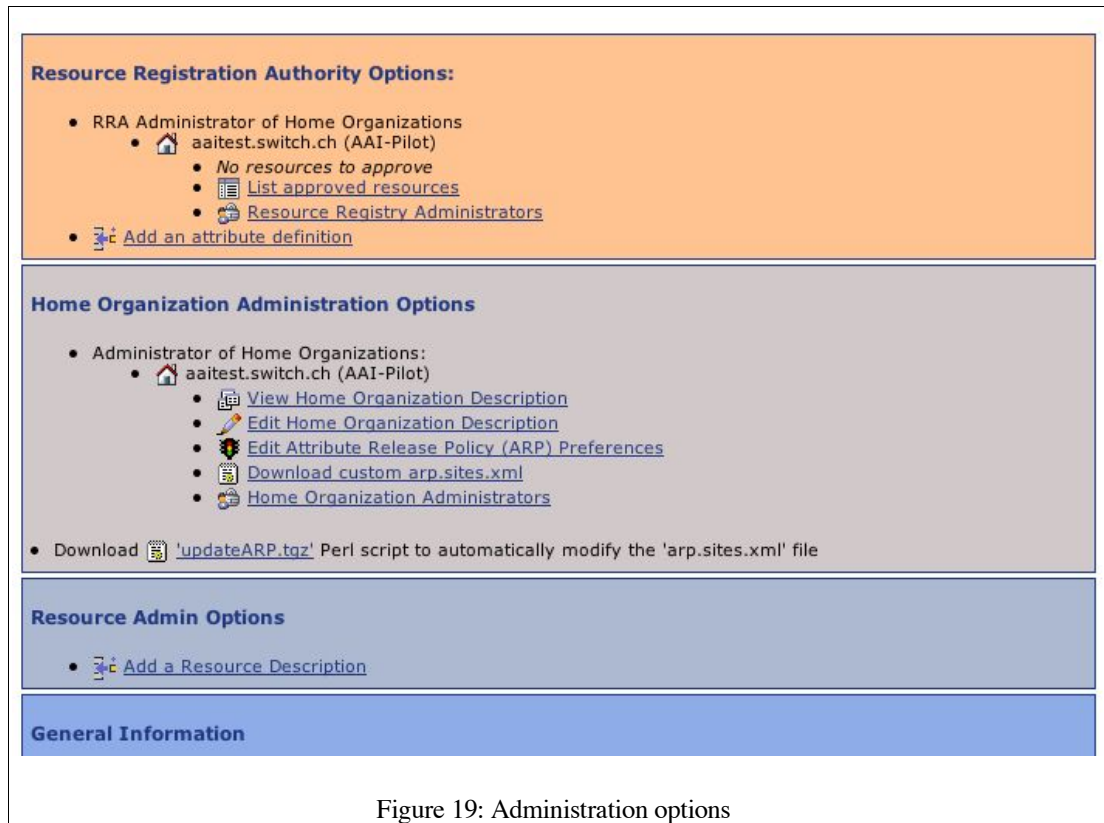 Resource Registration Authority Options:
RRA Administrator of Home Organizations
aaitest.switch.ch (AAI-Pilot)
No resources to approve
List approved resources
Resource Registry Administrators
Add an attribute definition
Home Organization Administration Options
Administrator of Home Organizations:
aaitest.switch.ch (AAI-Pilot)
View Home Organization Description
Edit Home Organization Description
Edit Attribute Release Policy (ARP) Preferences
Download custom arp.sites.xml
Home Organization Administrators
Download 'updateARP.tgz' Perl script to automatically modify the 'arp.sites.xml' file
Resource Admin Options
Add a Resource Description
General Information
Figure 19: Administration options